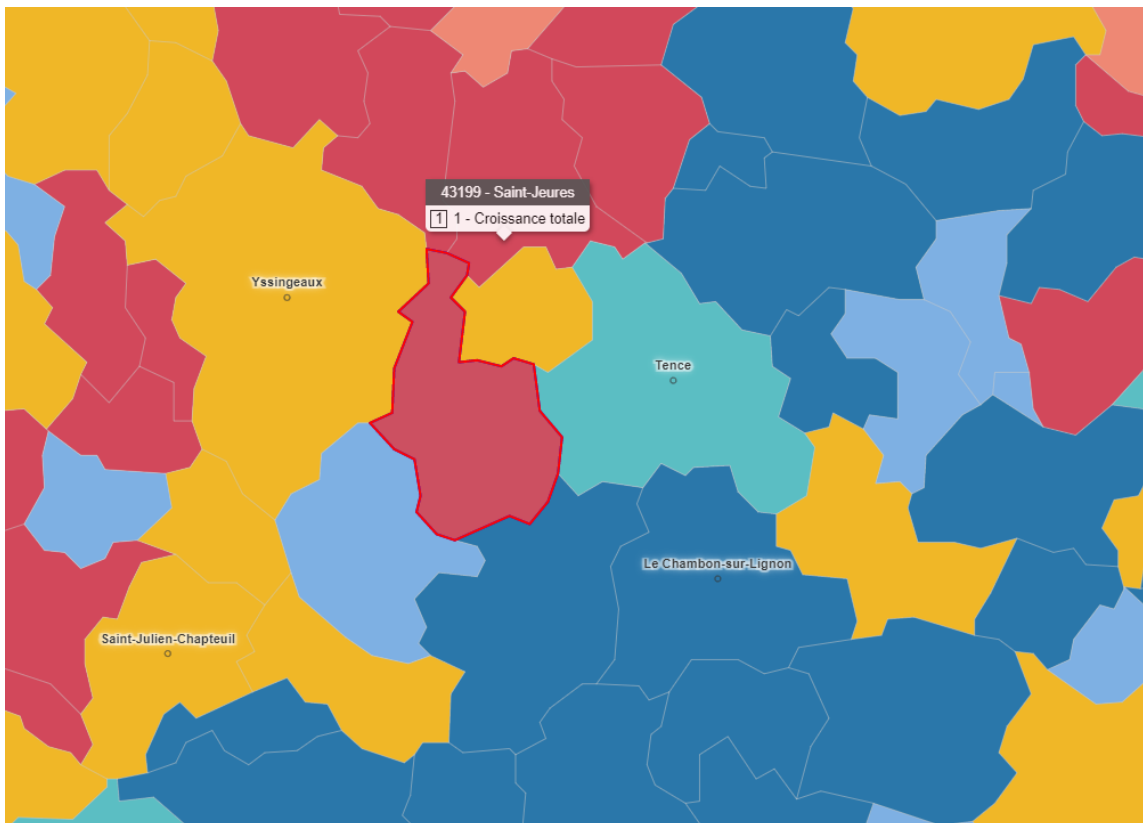 43199 - Saint-Jeures
1 1 - Croissance totale
Yssingeaux
Tence
Le Chambon-sur-Lignon
Saint-Julien-Chapteuil